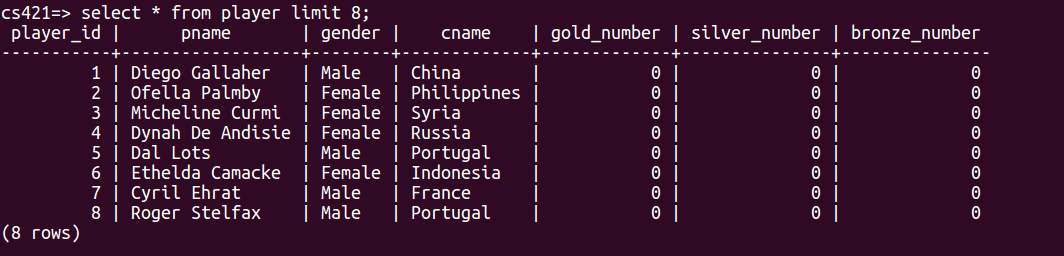 cs421=> select * from player limit 8;
 player_id |      pname       | gender |    cname    | gold_number | silver_number | bronze_number
-----------+------------------+--------+-------------+-------------+---------------+---------------
         1 | Diego Gallaher   | Male   | China       |           0 |             0 |             0
         2 | Ofella Palmby    | Female | Philippines |           0 |             0 |             0
         3 | Micheline Curmi  | Female | Syria       |           0 |             0 |             0
         4 | Dynah De Andisie | Female | Russia      |           0 |             0 |             0
         5 | Dal Lots         | Male   | Portugal    |           0 |             0 |             0
         6 | Ethelda Camacke  | Female | Indonesia   |           0 |             0 |             0
         7 | Cyril Ehrat      | Male   | France      |           0 |             0 |             0
         8 | Roger Stelfax    | Male   | Portugal    |           0 |             0 |             0
(8 rows)